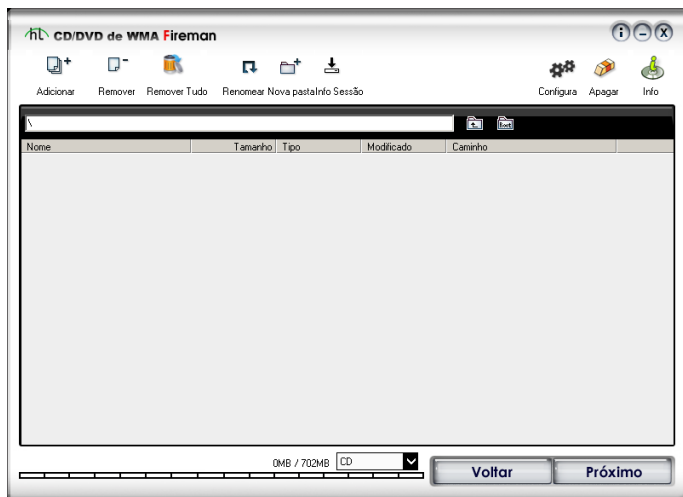 CD/DVD de WMA Fireman
Adicionar Remover Remover Tudo Renomear Nova pasta Info Sessão Configura Apagar Info
\
Nome Tamanho Tipo Modificado Caminho
0MB / 702MB CD
Voltar Próximo